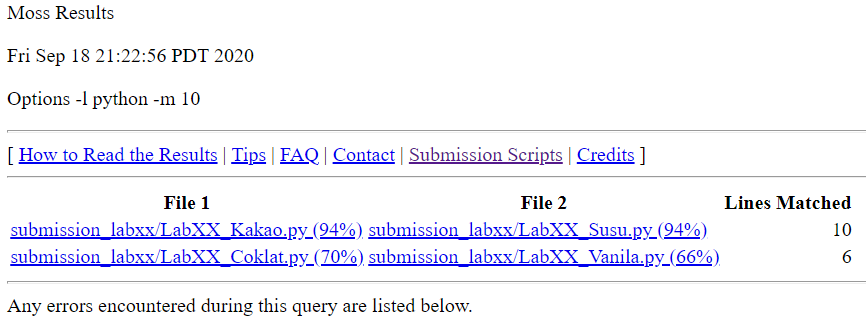 Moss Results
Fri Sep 18 21:22:56 PDT 2020
Options -l python -m 10
[ How to Read the Results | Tips | FAQ | Contact | Submission Scripts | Credits ]
File 1 File 2 Lines Matched
submission_labxx/LabXX_Kakao.py (94%) submission_labxx/LabXX_Susu.py (94%) 10
submission_labxx/LabXX_Coklat.py (70%) submission_labxx/LabXX_Vanila.py (66%) 6
Any errors encountered during this query are listed below.